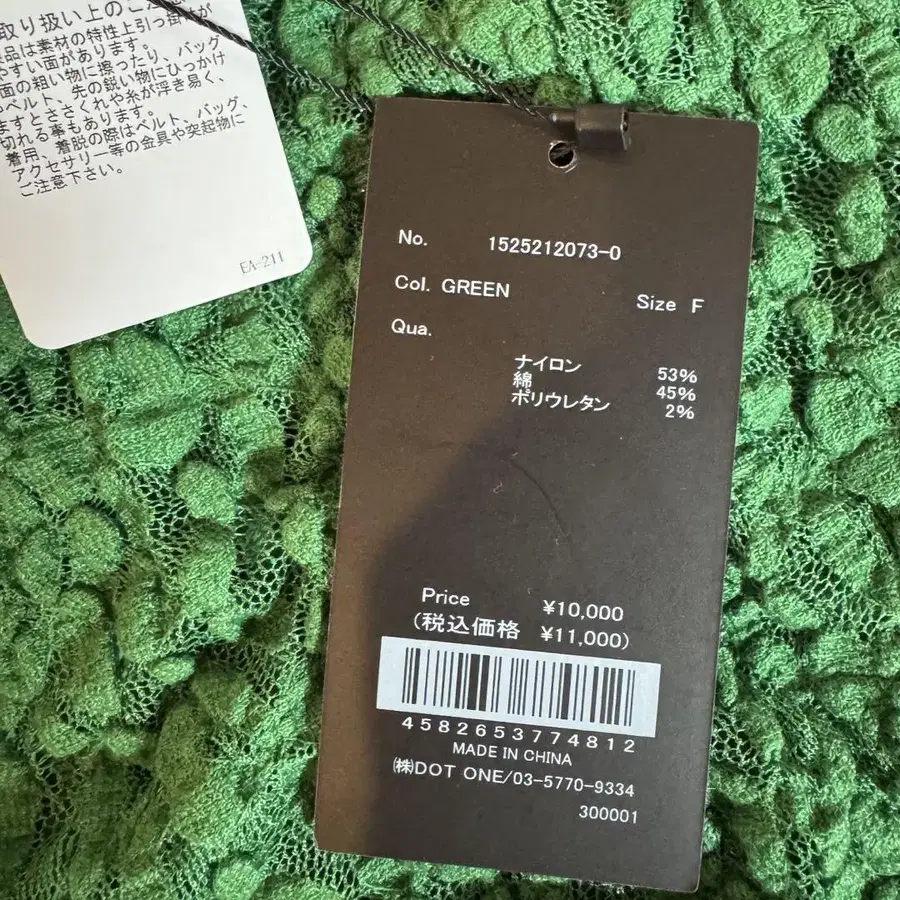 取り扱い上のご注意
品は素材の特性上引っ掛けが
やすい面があります。
面の粗い物に擦ったり、バッグ
ベルト、先の鋭い物にひっかけ
ますとささくれや糸が浮き易く、
切れる事もあります。
着用、着脱の際はベルト、バッグ、
アクセサリー等の金具や突起物に
ご注意下さい。
EA-211
No. 1525212073-0
Col. GREEN
Size F
Qua.
ナイロン 53%
綿 45%
ポリウレタン 2%
Price ¥10,000
(税込価格 ¥11,000)
4582653774812
MADE IN CHINA
㈱DOT ONE/03-5770-9334
300001